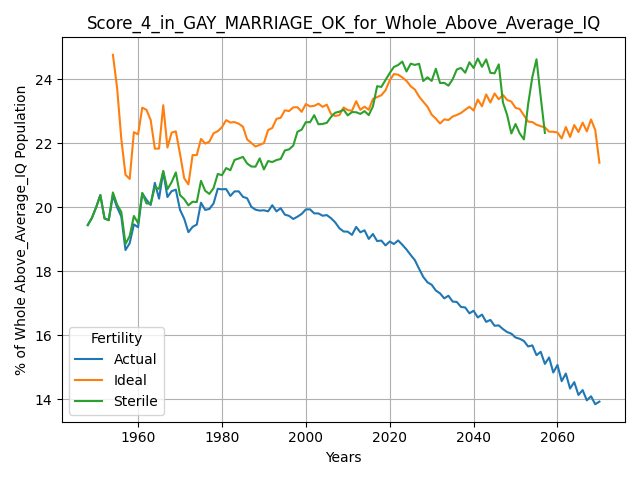 Score_4_in_GAY_MARRIAGE_OK_for_Whole_Above_Average_IQ
% of Whole Above_Average_IQ Population
24
22
20
18
16
14
Fertility
Actual
Ideal
Sterile
1960 1980 2000 2020 2040 2060
Years